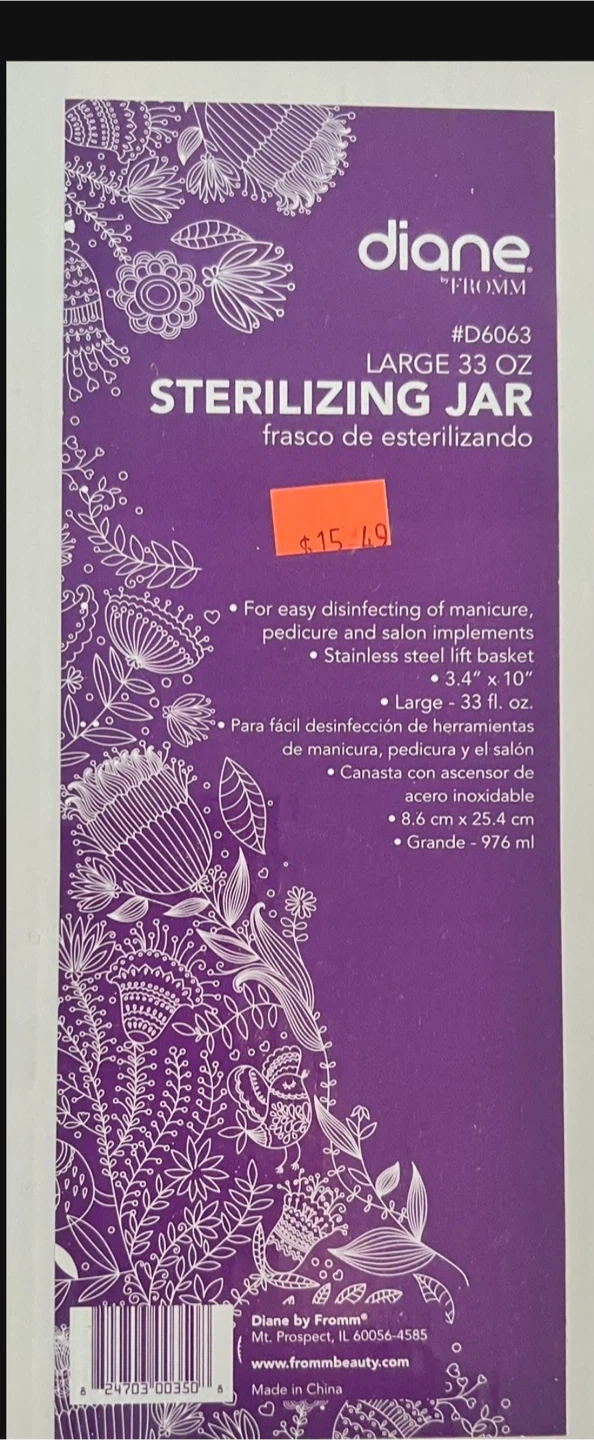 diane®
by FROMM
#D6063
LARGE 33 OZ
STERILIZING JAR
frasco de esterilizando
$15.49
• For easy disinfecting of manicure,
pedicure and salon implements
• Stainless steel lift basket
• 3.4" x 10"
• Large - 33 fl. oz.
• Para fácil desinfección de herramientas
de manicura, pedicura y el salón
• Canasta con ascensor de
acero inoxidable
• 8.6 cm x 25.4 cm
• Grande - 976 ml
Diane by Fromm®
Mt. Prospect, IL 60056-4585
www.frommbeauty.com
Made in China
8 24703 00350 8